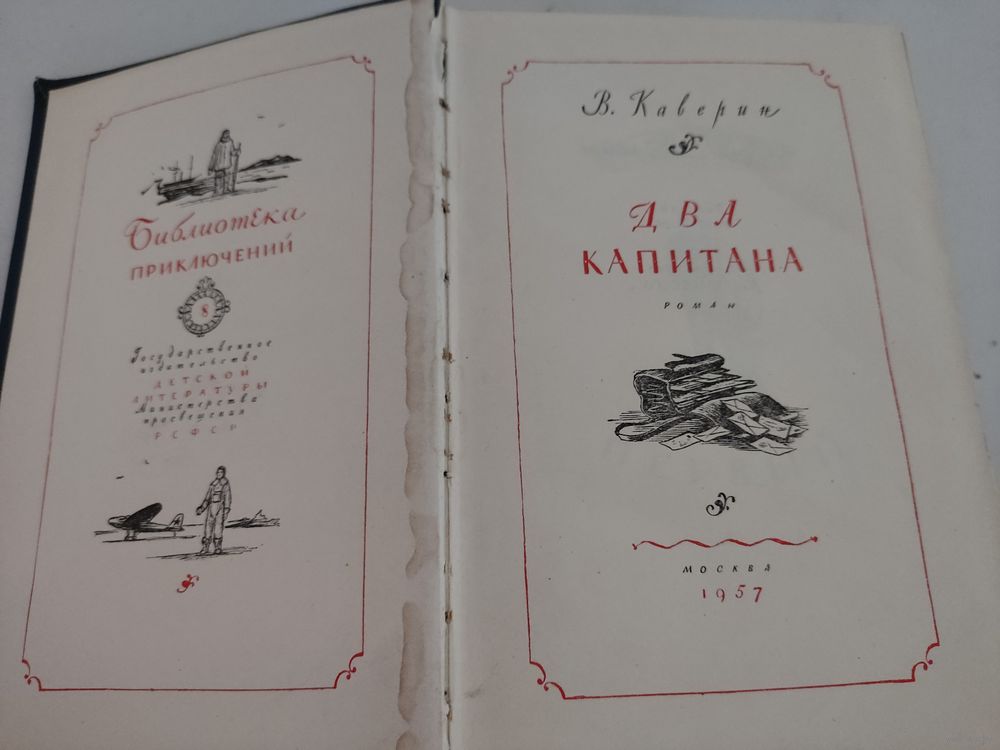 Библиотека
ПРИКЛЮЧЕНИЙ
8
Государственное
издательство
ДЕТСКОЙ
ЛИТЕРАТУРЫ
Министерства
просвещения
РСФСР
В. Каверин
ДВА
КАПИТАНА
РОМАН
МОСКВА
1957